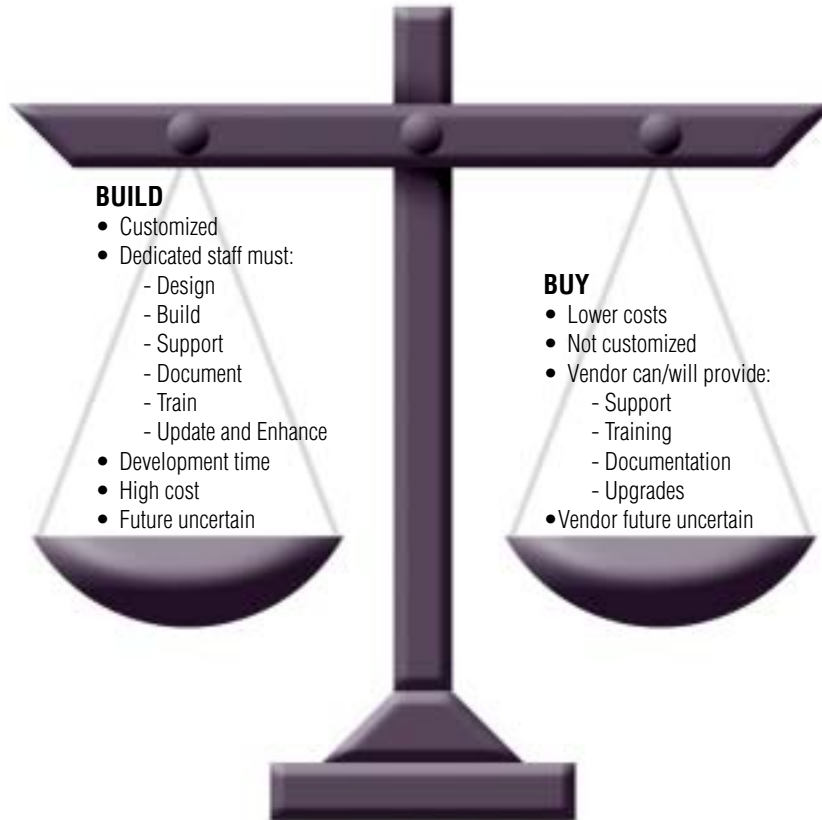 BUILD
• Customized
• Dedicated staff must:
- Design
- Build
- Support
- Document
- Train
- Update and Enhance
• Development time
• High cost
• Future uncertain
BUY
• Lower costs
• Not customized
• Vendor can/will provide:
- Support
- Training
- Documentation
- Upgrades
•Vendor future uncertain